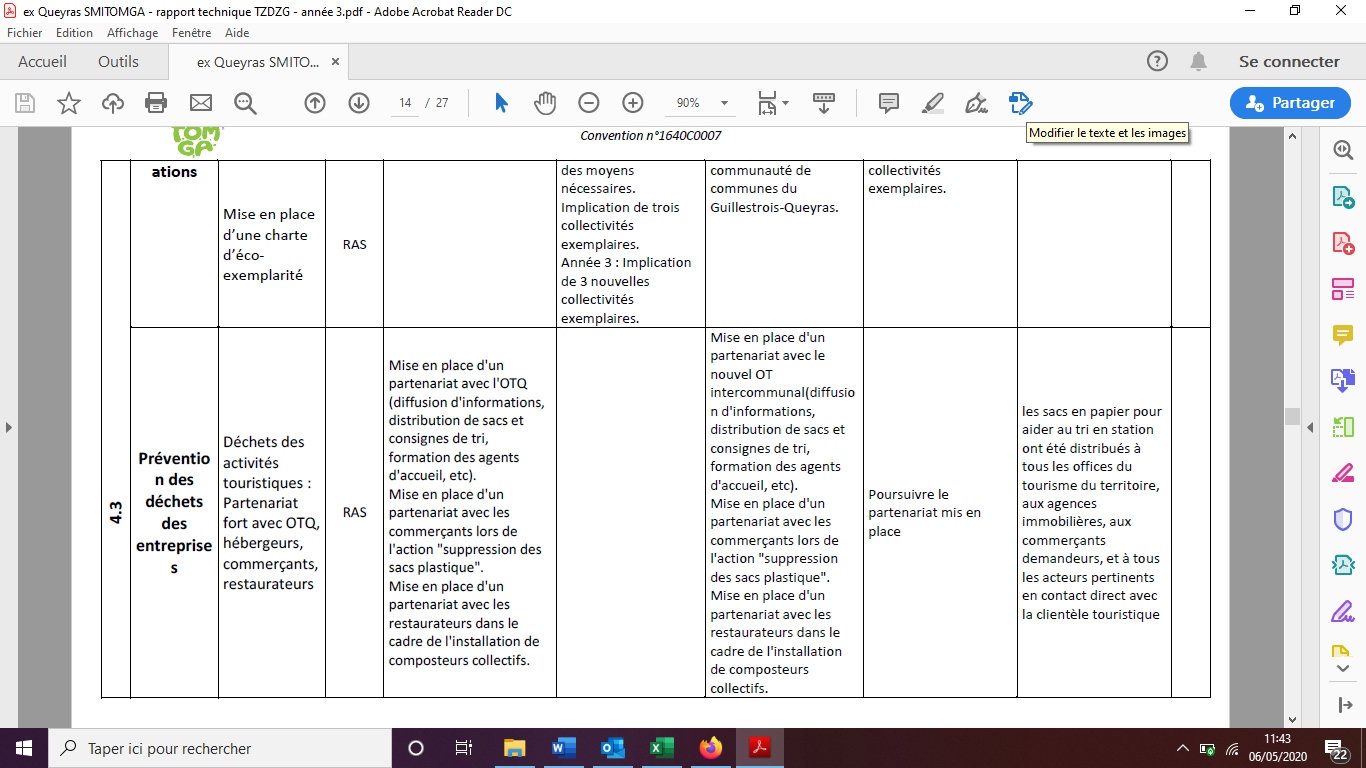 ex Queyras SMITOMGA - rapport technique TZDZG - année 3.pdf - Adobe Acrobat Reader DC
Fichier Edition Affichage Fenêtre Aide
Accueil Outils ex Queyras SMITO... Se connecter
14 / 27 90% Partager
Modifier le texte et les images
TOM
GA
Convention n°1640C0007
ations
Mise en place
d'une charte
d'éco-
exemplarité
RAS
des moyens
nécessaires.
Implication de trois
collectivités
exemplaires.
Année 3 : Implication
de 3 nouvelles
collectivités
exemplaires.
communauté de
communes du
Guillestrois-Queyras.
collectivités
exemplaires.
4.3
Préventio
n des
déchets
des
entreprise
s
Déchets des
activités
touristiques :
Partenariat
fort avec OTQ,
hébergeurs,
commerçants,
restaurateurs
RAS
Mise en place d'un
partenariat avec l'OTQ
(diffusion d'informations,
distribution de sacs et
consignes de tri,
formation des agents
d'accueil, etc).
Mise en place d'un
partenariat avec les
commerçants lors de
l'action "suppression des
sacs plastique".
Mise en place d'un
partenariat avec les
restaurateurs dans le
cadre de l'installation de
composteurs collectifs.
Mise en place d'un
partenariat avec le
nouvel OT
intercommunal(diffusio
n d'informations,
distribution de sacs et
consignes de tri,
formation des agents
d'accueil, etc).
Mise en place d'un
partenariat avec les
commerçants lors de
l'action "suppression
des sacs plastique".
Mise en place d'un
partenariat avec les
restaurateurs dans le
cadre de l'installation
de composteurs
collectifs.
Poursuivre le
partenariat mis en
place
les sacs en papier pour
aider au tri en station
ont été distribués à
tous les offices du
tourisme du territoire,
aux agences
immobilières, aux
commerçants
demandeurs, et à tous
les acteurs pertinents
en contact direct avec
la clientèle touristique
Taper ici pour rechercher
11:43
06/05/2020
22